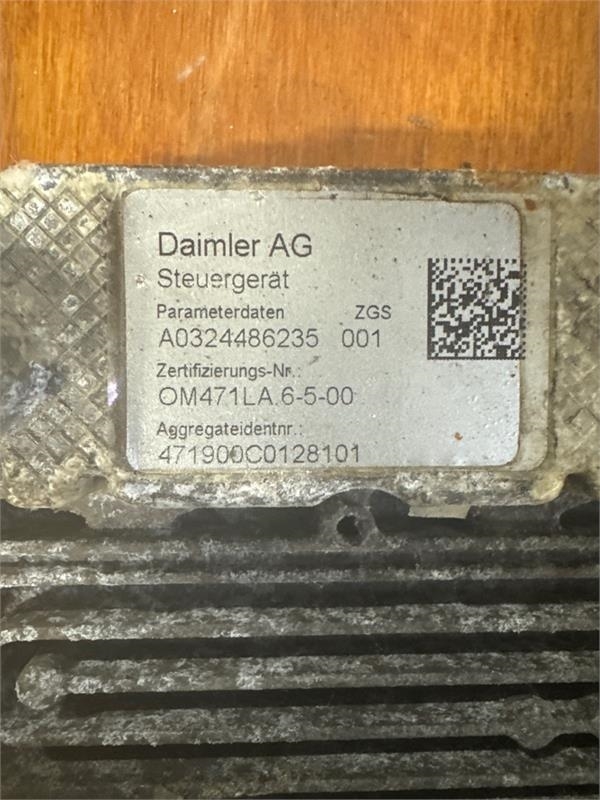 Daimler AG
Steuergerät
Parameterdaten ZGS
A0324486235 001
Zertifizierungs-Nr.:
OM471LA.6-5-00
Aggregateidentnr.:
471900C0128101